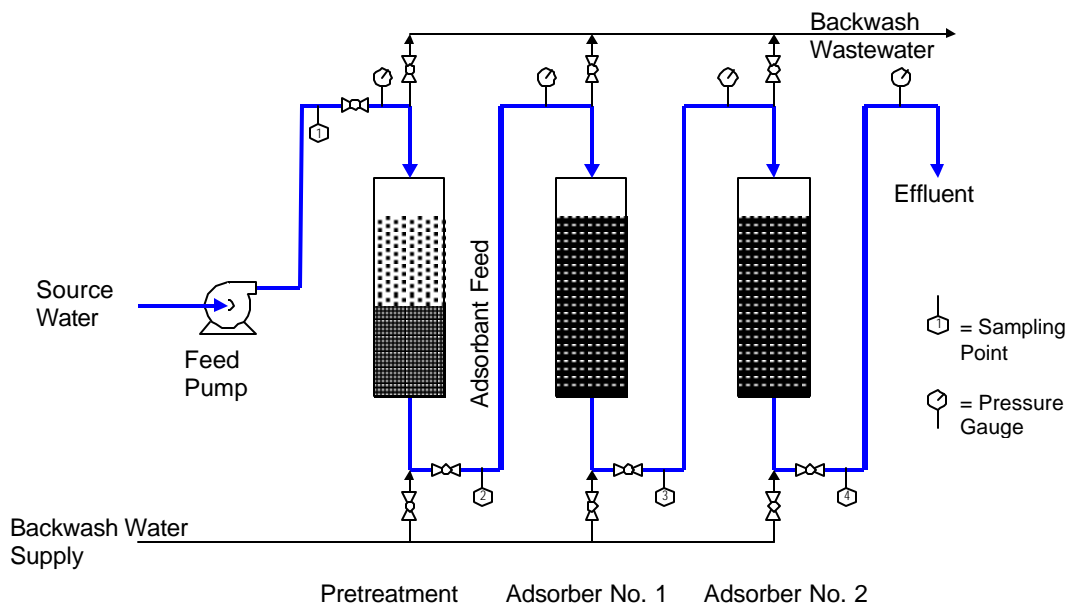 Backwash
Wastewater
1
Effluent
Source
Water
Feed
Pump
Adsorbant Feed
1 = Sampling
Point
= Pressure
Gauge
2
3
4
Backwash Water
Supply
Pretreatment Adsorber No. 1 Adsorber No. 2